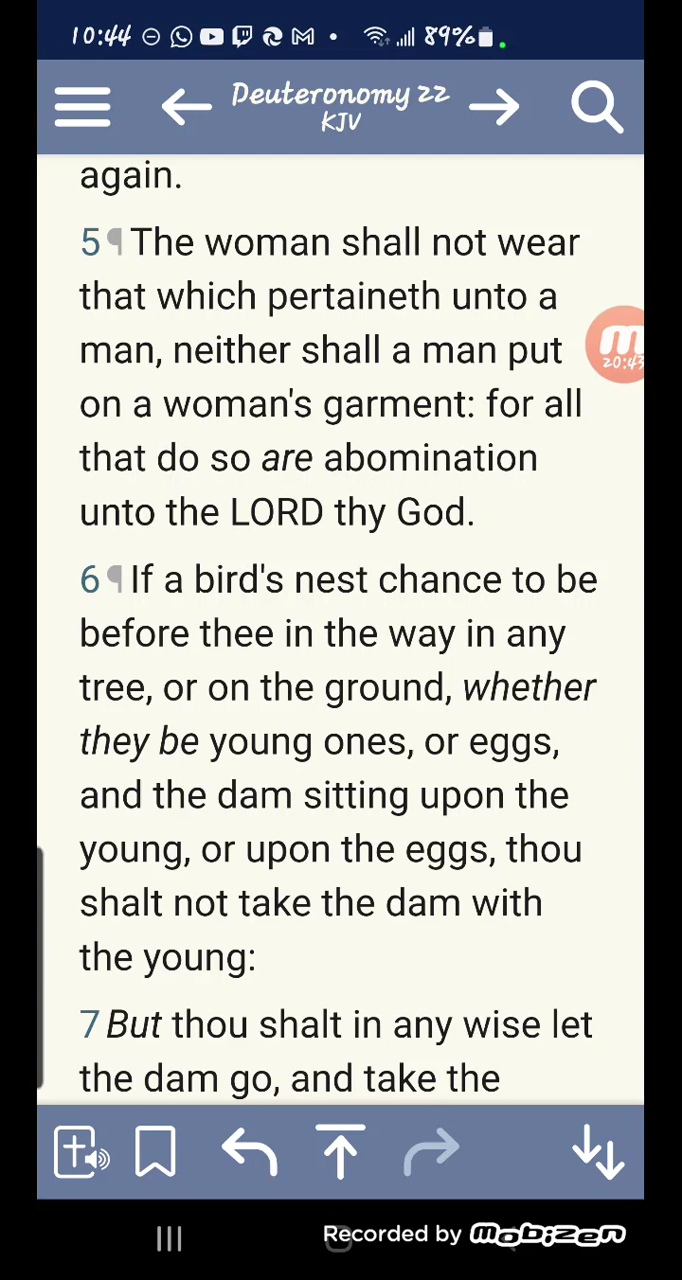 10:44 89%
Deuteronomy 22
KJV
again.
5 ¶ The woman shall not wear
that which pertaineth unto a
man, neither shall a man put
on a woman's garment: for all
that do so are abomination
unto the LORD thy God.
6 ¶ If a bird's nest chance to be
before thee in the way in any
tree, or on the ground, whether
they be young ones, or eggs,
and the dam sitting upon the
young, or upon the eggs, thou
shalt not take the dam with
the young:
7 But thou shalt in any wise let
the dam go, and take the
20:43
Recorded by mobizen